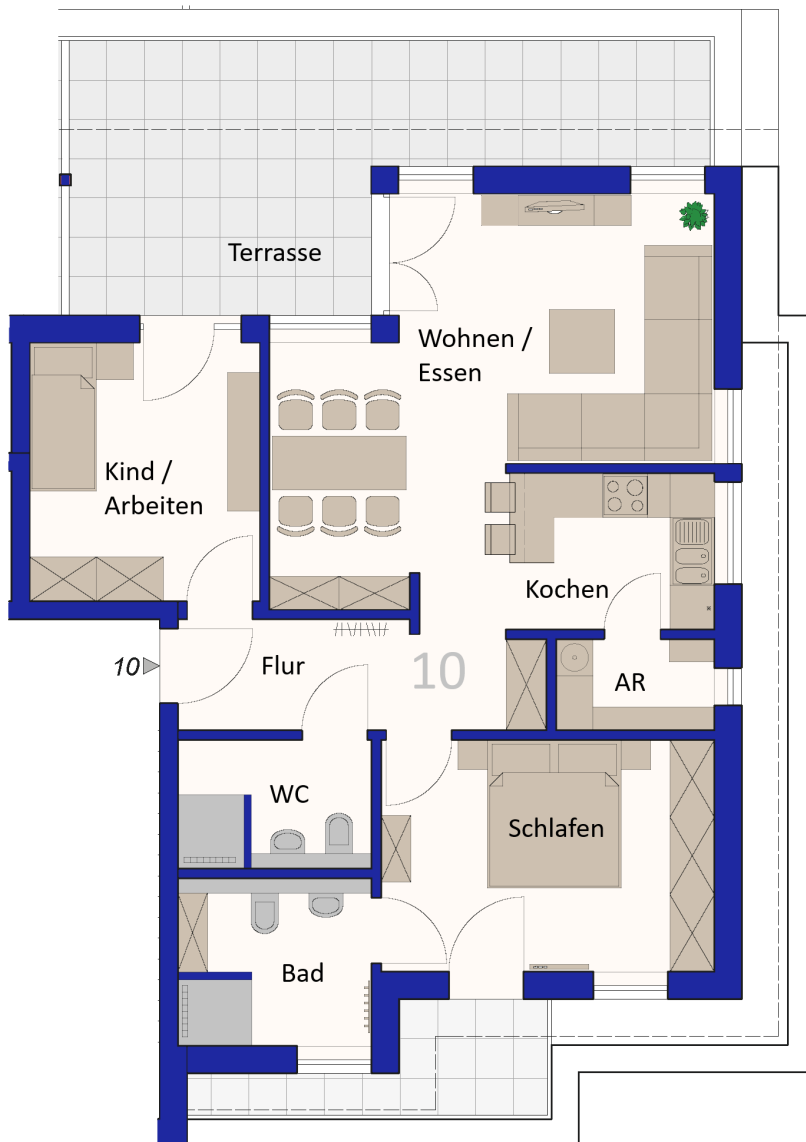 Terrasse
Wohnen /
Essen
Kind /
Arbeiten
Kochen
10
Flur
10
AR
WC
Schlafen
Bad